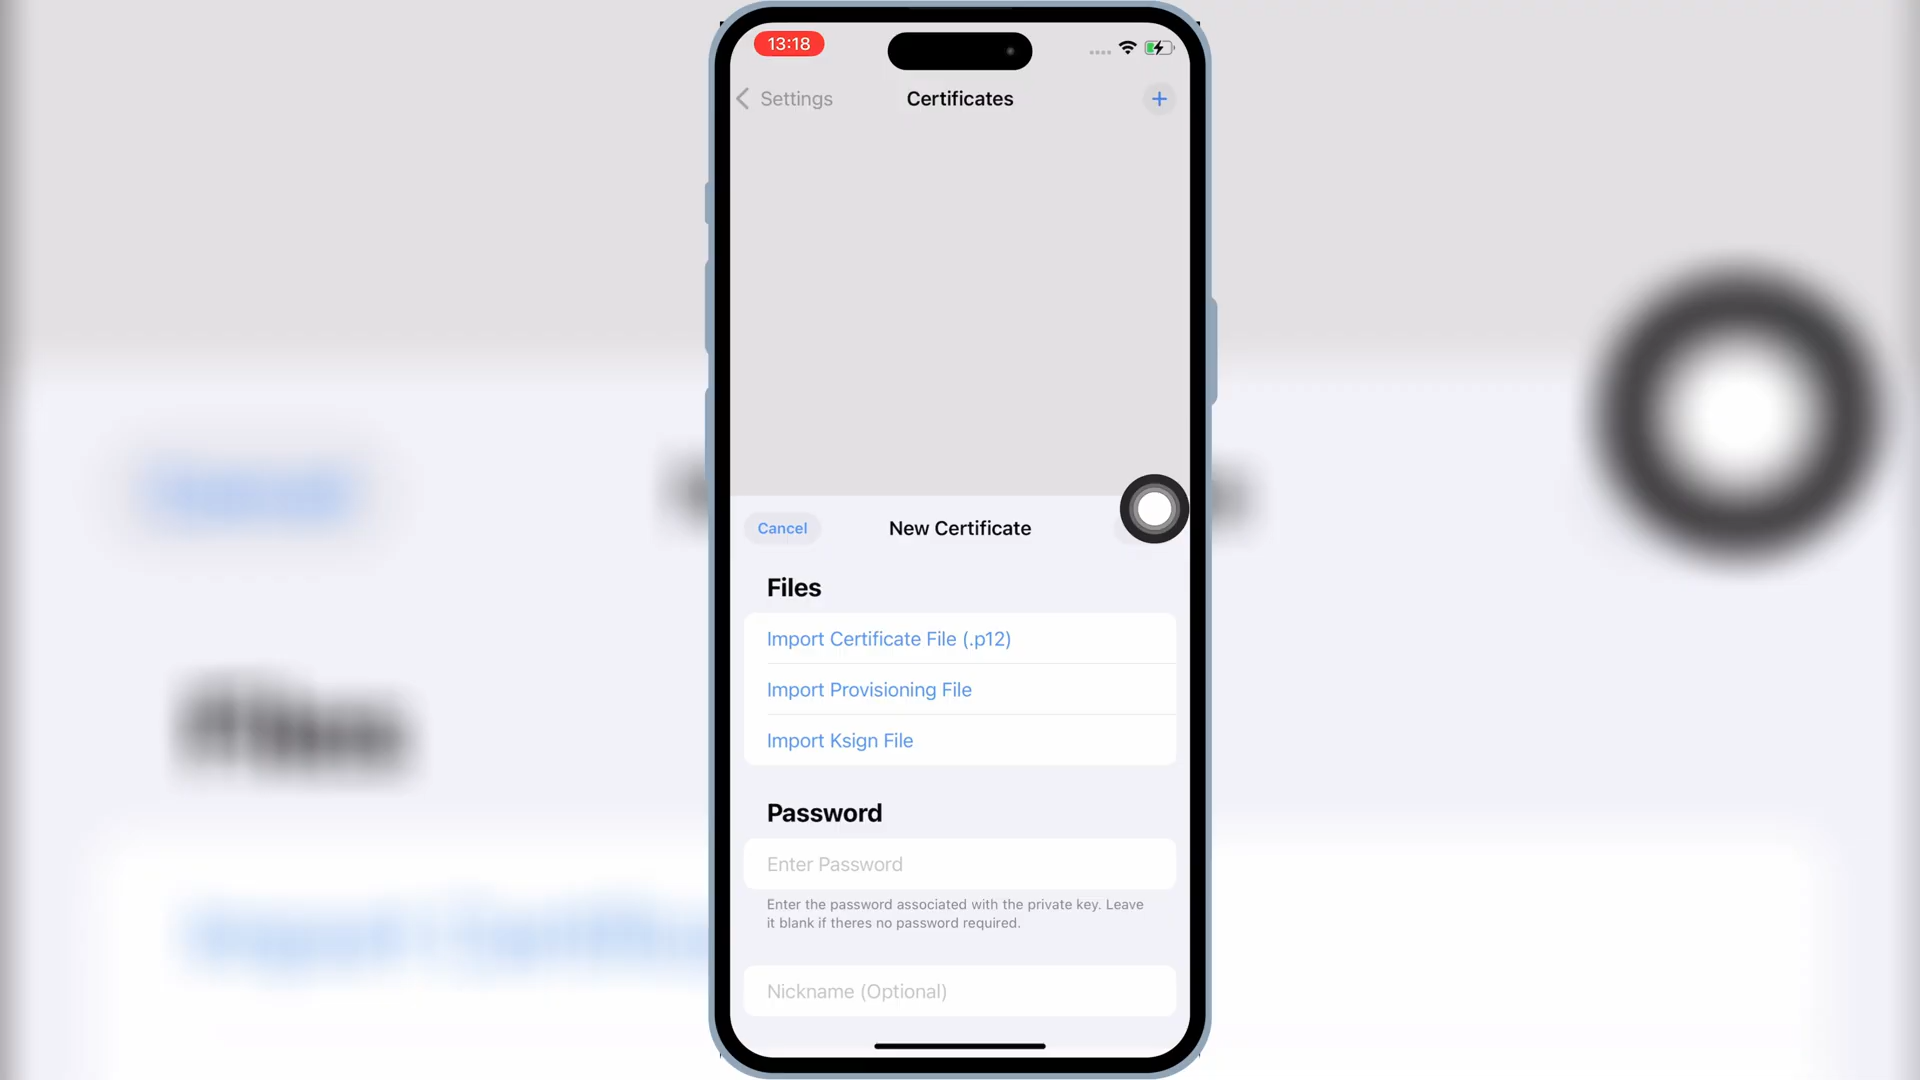 13:18
Settings
Certificates
Cancel
New Certificate
Files
Import Certificate File (.p12)
Import Provisioning File
Import Ksign File
Password
Enter Password
Enter the password associated with the private key. Leave
it blank if theres no password required.
Nickname (Optional)